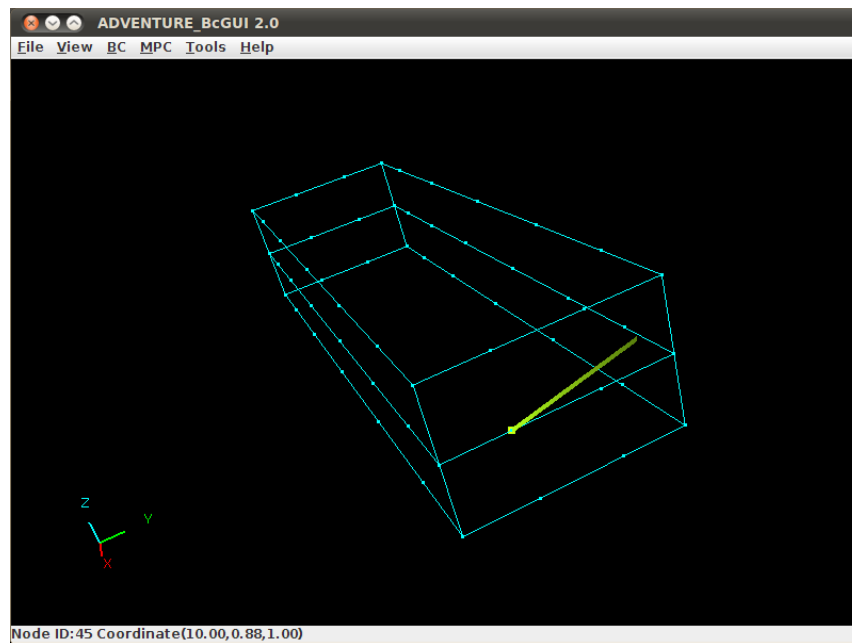 ADVENTURE_BcGUI 2.0
File View BC MPC Tools Help
Z
Y
X
Node ID:45 Coordinate(10.00,0.88,1.00)